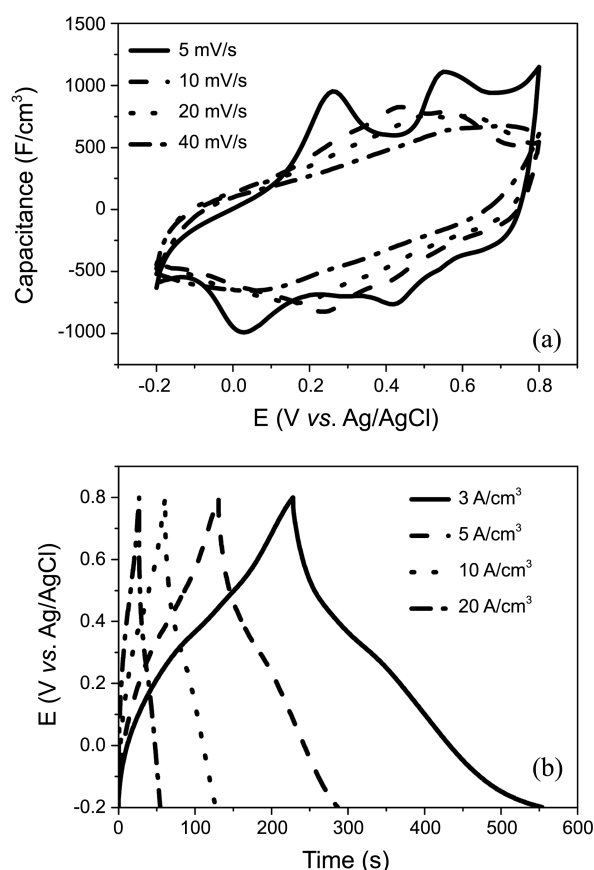 1500
1000
500
0
-500
-1000
Capacitance (F/cm³)
5 mV/s
10 mV/s
20 mV/s
40 mV/s
(a)
-0.2 0.0 0.2 0.4 0.6 0.8
E (V vs. Ag/AgCl)
0.8
0.6
0.4
0.2
0.0
-0.2
E (V vs. Ag/AgCl)
3 A/cm³
5 A/cm³
10 A/cm³
20 A/cm³
(b)
0 100 200 300 400 500 600
Time (s)